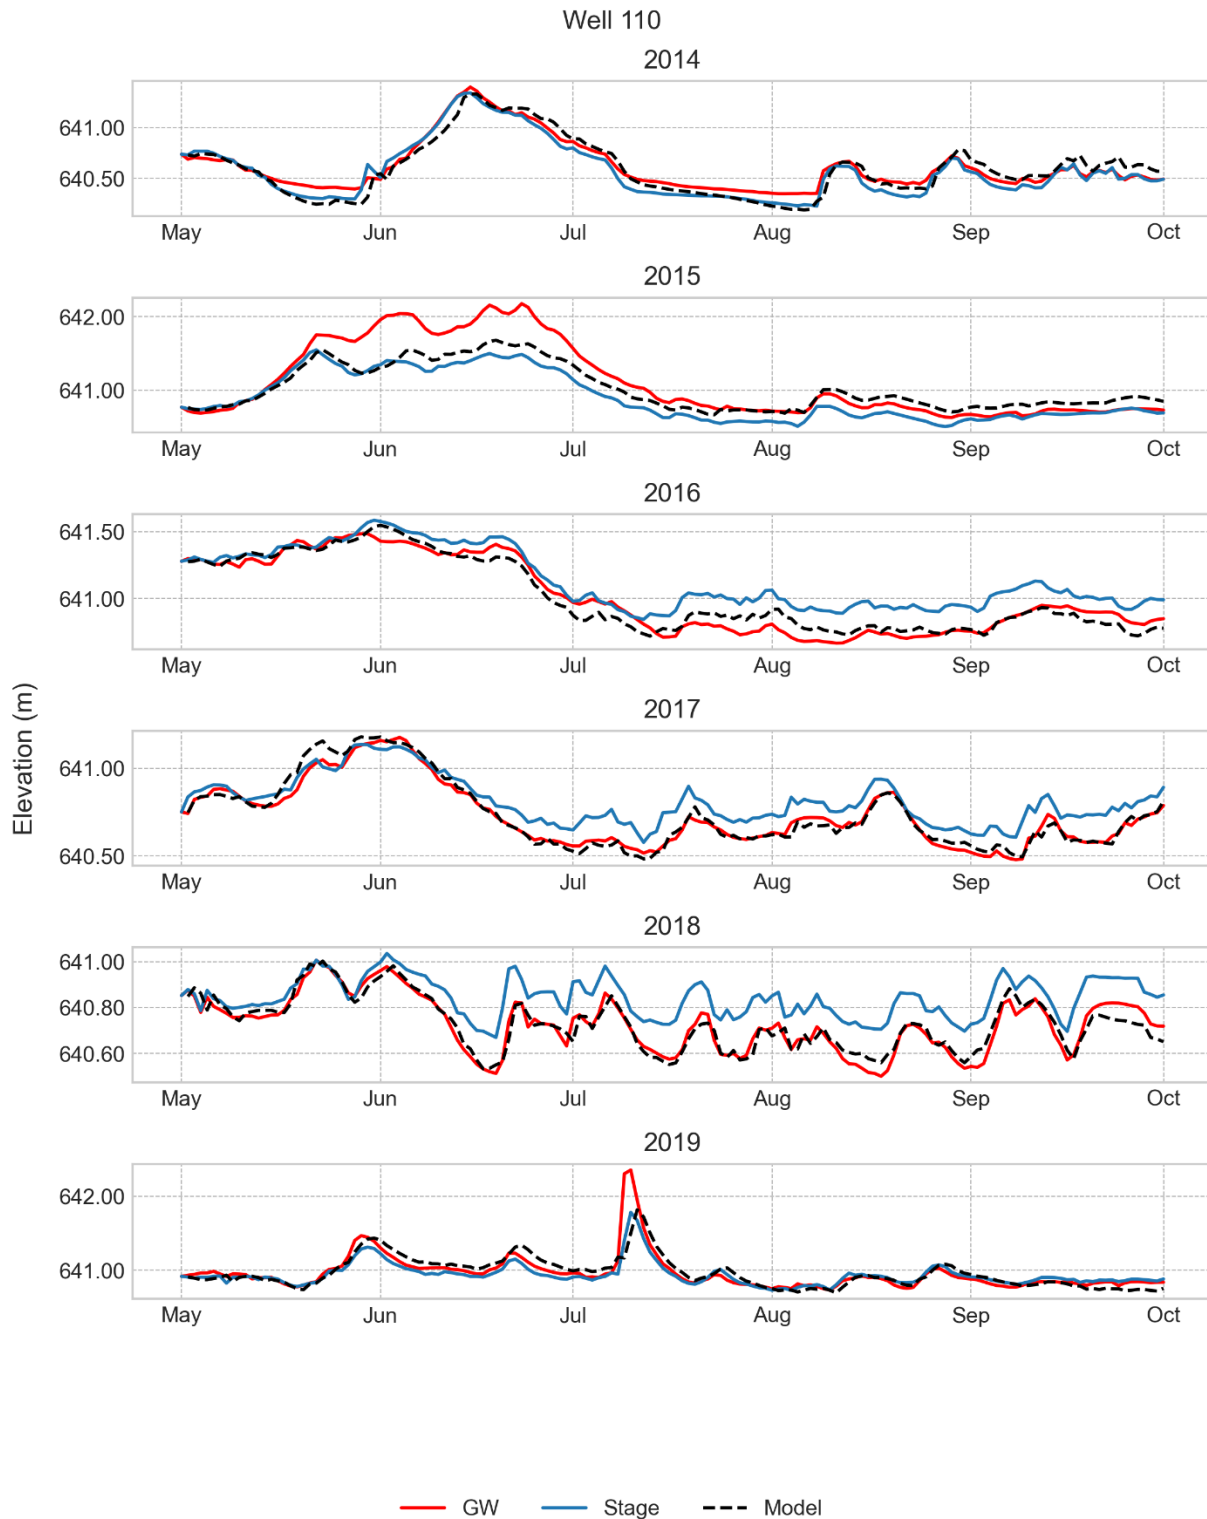 Well 110
2014
641.00
640.50
May Jun Jul Aug Sep Oct
2015
642.00
641.00
May Jun Jul Aug Sep Oct
2016
641.50
641.00
May Jun Jul Aug Sep Oct
Elevation (m)
2017
641.00
640.50
May Jun Jul Aug Sep Oct
2018
641.00
640.80
640.60
May Jun Jul Aug Sep Oct
2019
642.00
641.00
May Jun Jul Aug Sep Oct
GW Stage Model